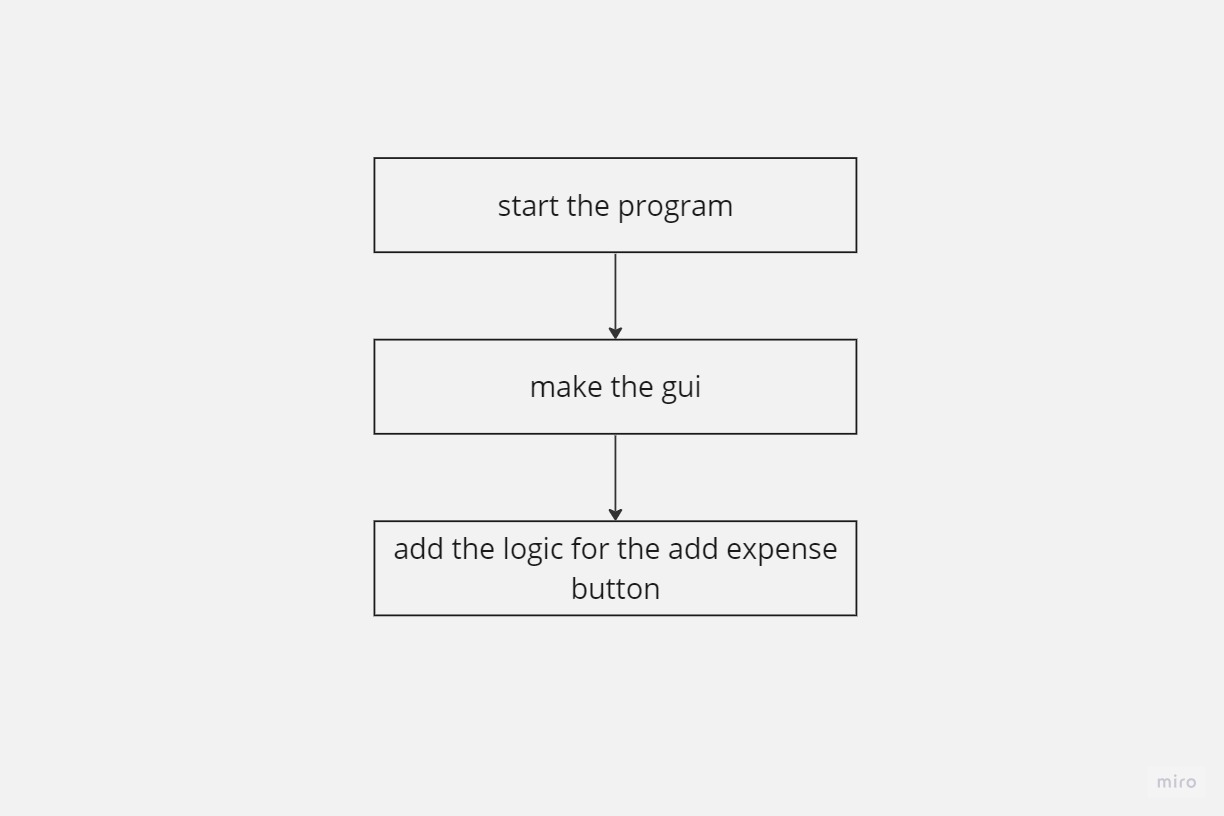 start the program
make the gui
add the logic for the add expense
button
miro